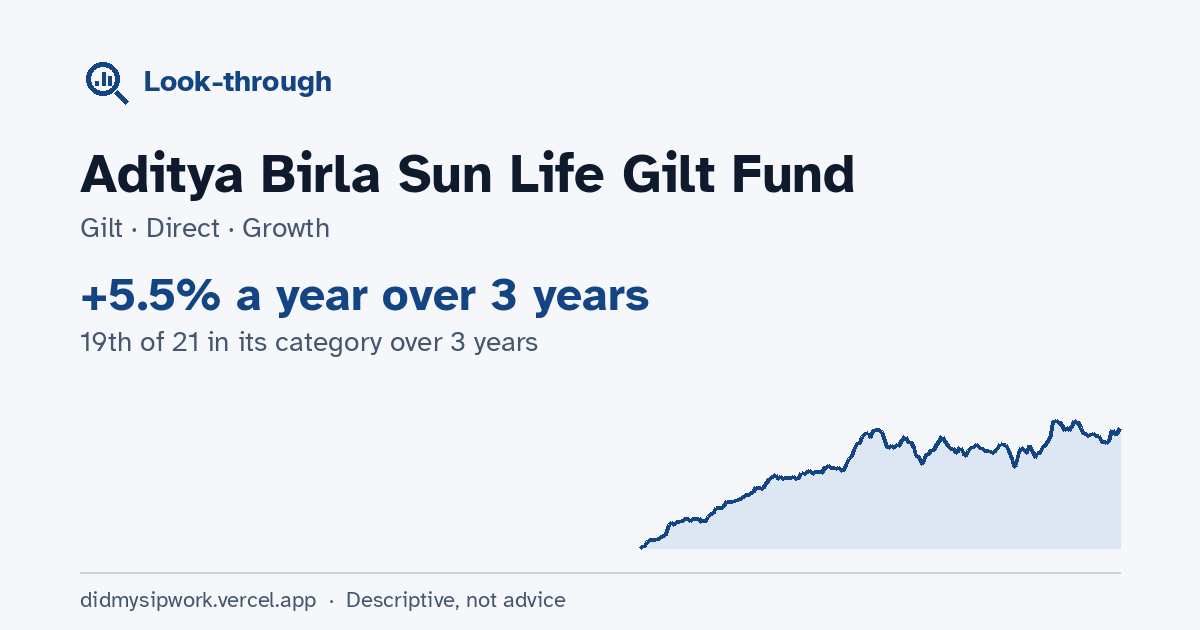 Look-through
Aditya Birla Sun Life Gilt Fund
Gilt · Direct · Growth
+5.5% a year over 3 years
19th of 21 in its category over 3 years
didmysipwork.vercel.app · Descriptive, not advice